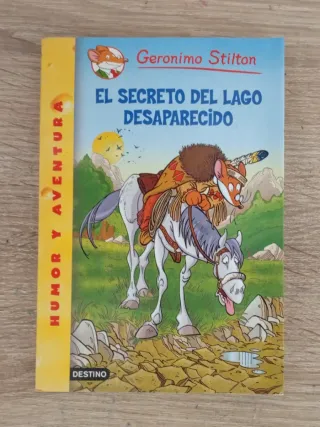 Geronimo Stilton
EL SECRETO DEL LAGO
DESAPARECIDO
HUMOR Y AVENTURA
DESTINO